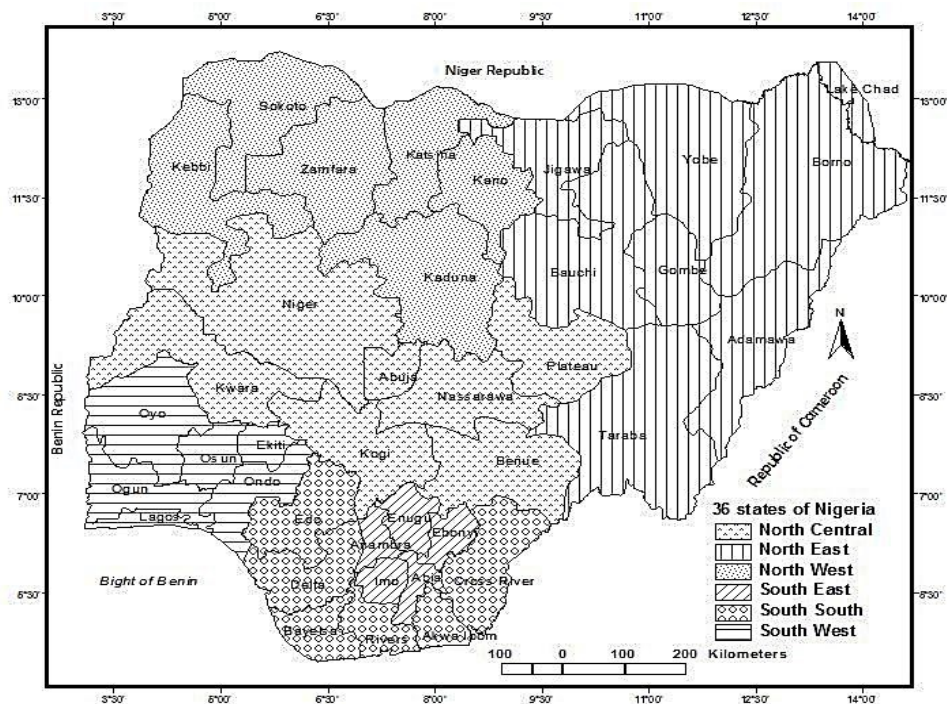 3°30' 5°00' 6°30' 8°00' 9°30' 11°00' 12°30' 14°00'
Niger Republic
Lake Chad
13°00' 13°00'
Sokoto
Katsina
Yobe
Borno
Kebbi
Zamfara
Kano
Jigawa
11°30' 11°30'
Kaduna
Bauchi
Gombe
10°00' 10°00'
Niger
N
Adamawa
Abuja
Plateau
Benin Republic
Kwara
Nassarawa
8°30' 8°30'
Oyo
Republic of Cameroon
Taraba
Ekiti
Osun
Kogi
Benue
Ogun
Ondo
7°00' 7°00'
Lagos
Edo
Enugu
Ebony
Anambra
36 states of Nigeria
North Central
North East
North West
South East
South South
South West
Bight of Benin
Delta
Imo
Abia
Cross River
5°30' 5°30'
Bayelsa
Rivers
Akwa Ibom
100 0 100 200 Kilometers
3°30' 5°00' 6°30' 8°00' 9°30' 11°00' 12°30' 14°00'